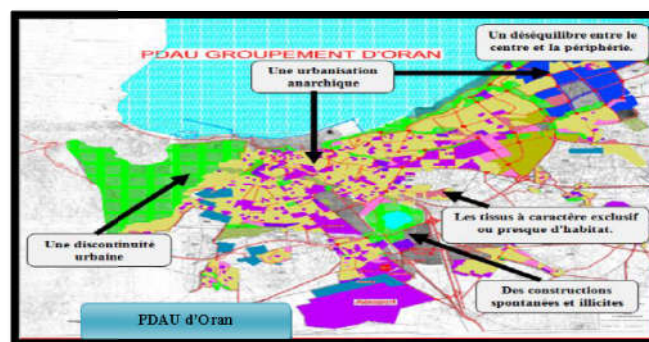 Un déséquilibre entre le
centre et la périphérie.
PDAU GROUPEMENT D'ORAN
Une urbanisation
anarchique
Les tissus à caractère exclusif
ou presque d'habitat.
Une discontinuité
urbaine
Des constructions
spontanées et illicites
PDAU d'Oran